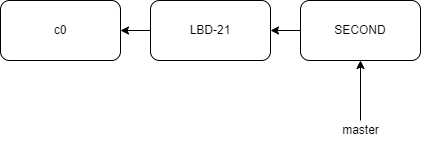 c0
LBD-21
SECOND
master